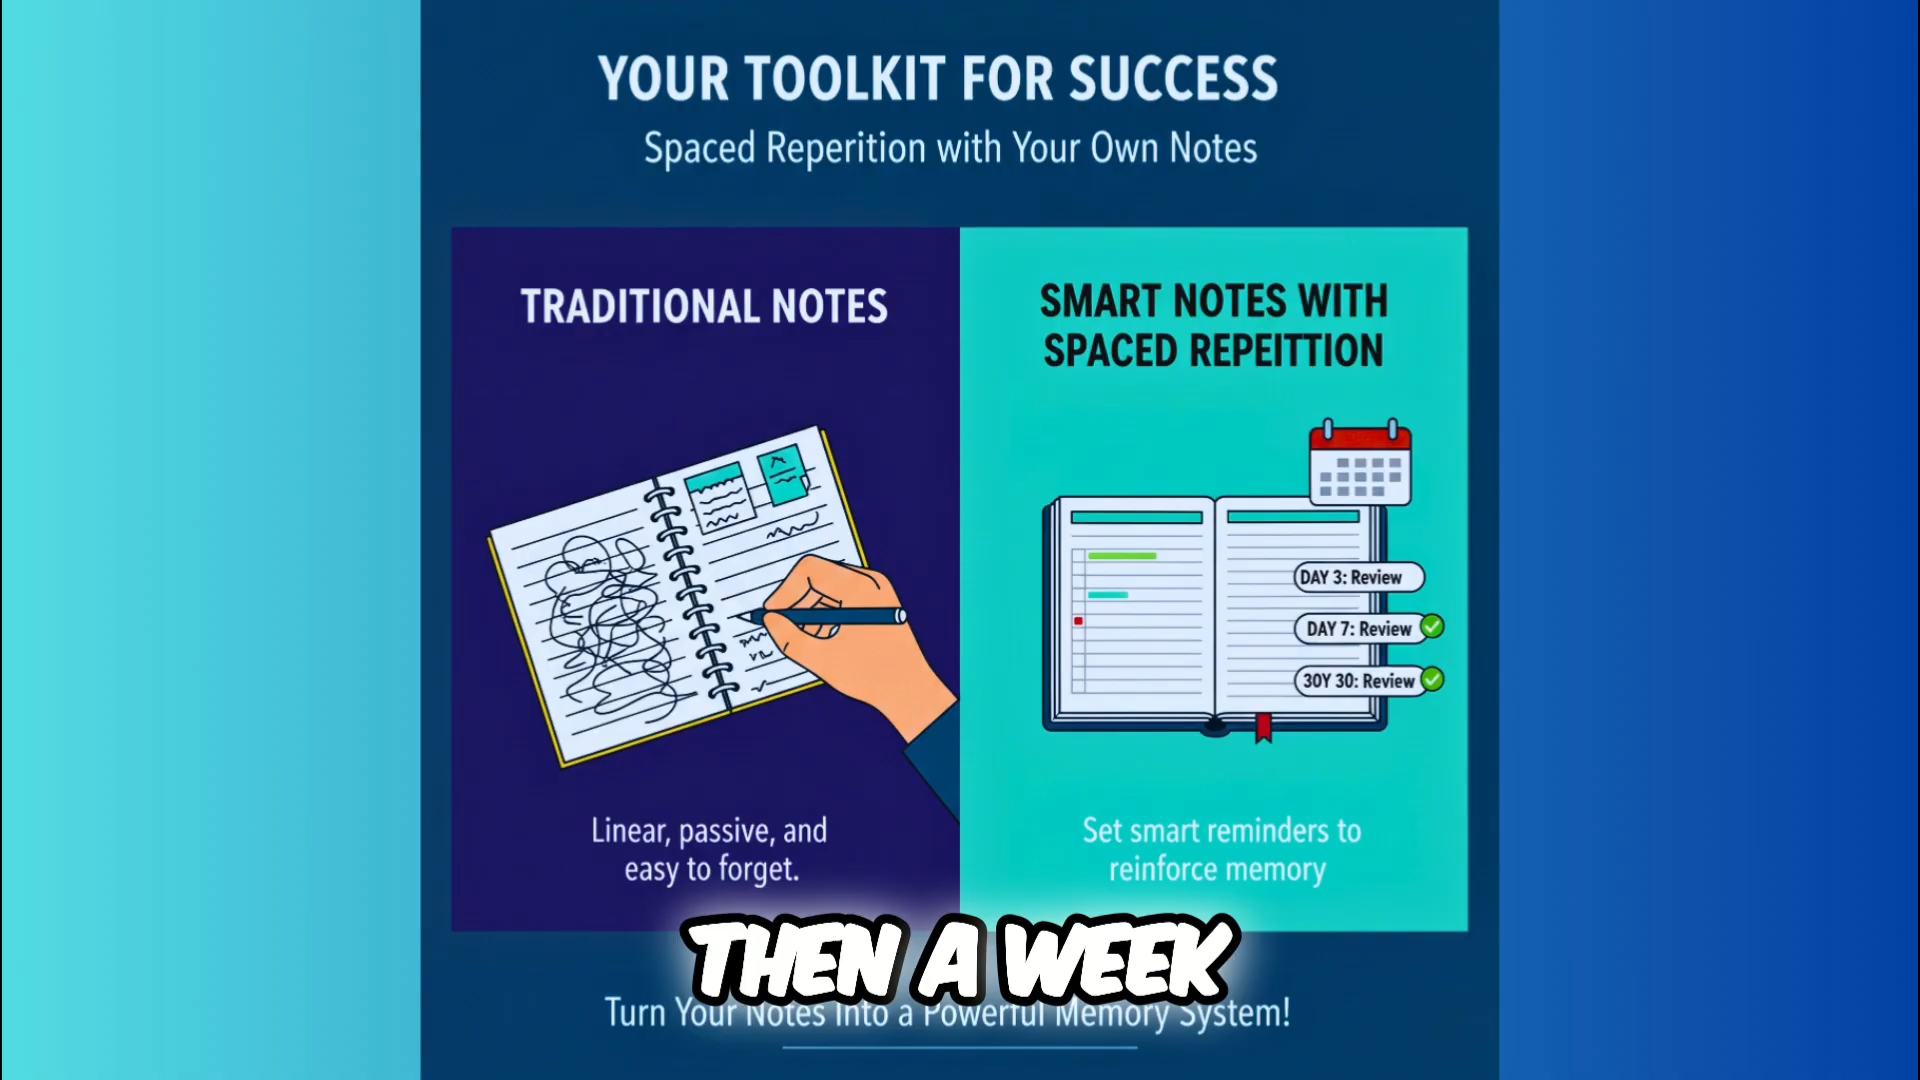 YOUR TOOLKIT FOR SUCCESS
Spaced Reperition with Your Own Notes
TRADITIONAL NOTES
Linear, passive, and
easy to forget.
SMART NOTES WITH
SPACED REPEITTION
DAY 3: Review
DAY 7: Review
30Y 30: Review
Set smart reminders to
reinforce memory
THEN A WEEK
Turn Your Notes Into a Powerful Memory System!